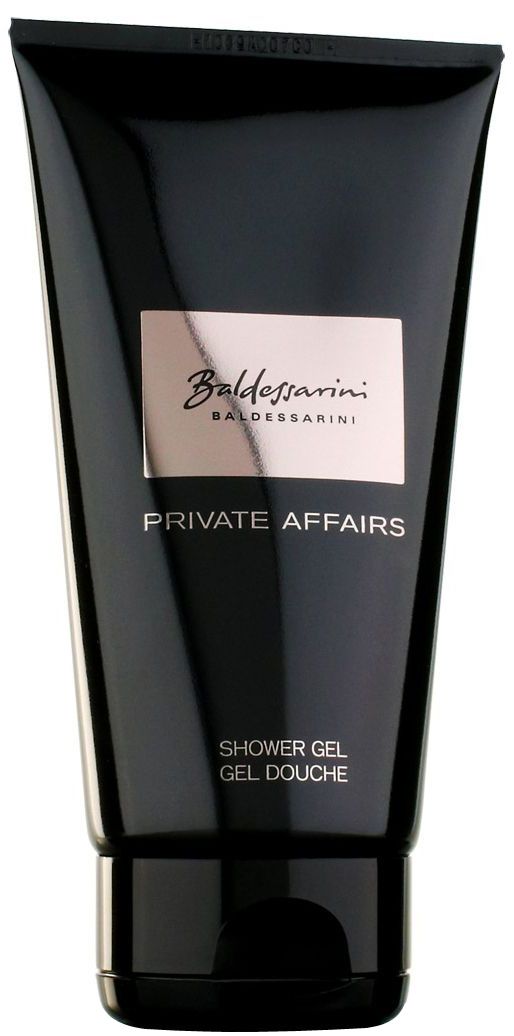 Baldessarini
BALDESSARINI
PRIVATE AFFAIRS
SHOWER GEL
GEL DOUCHE